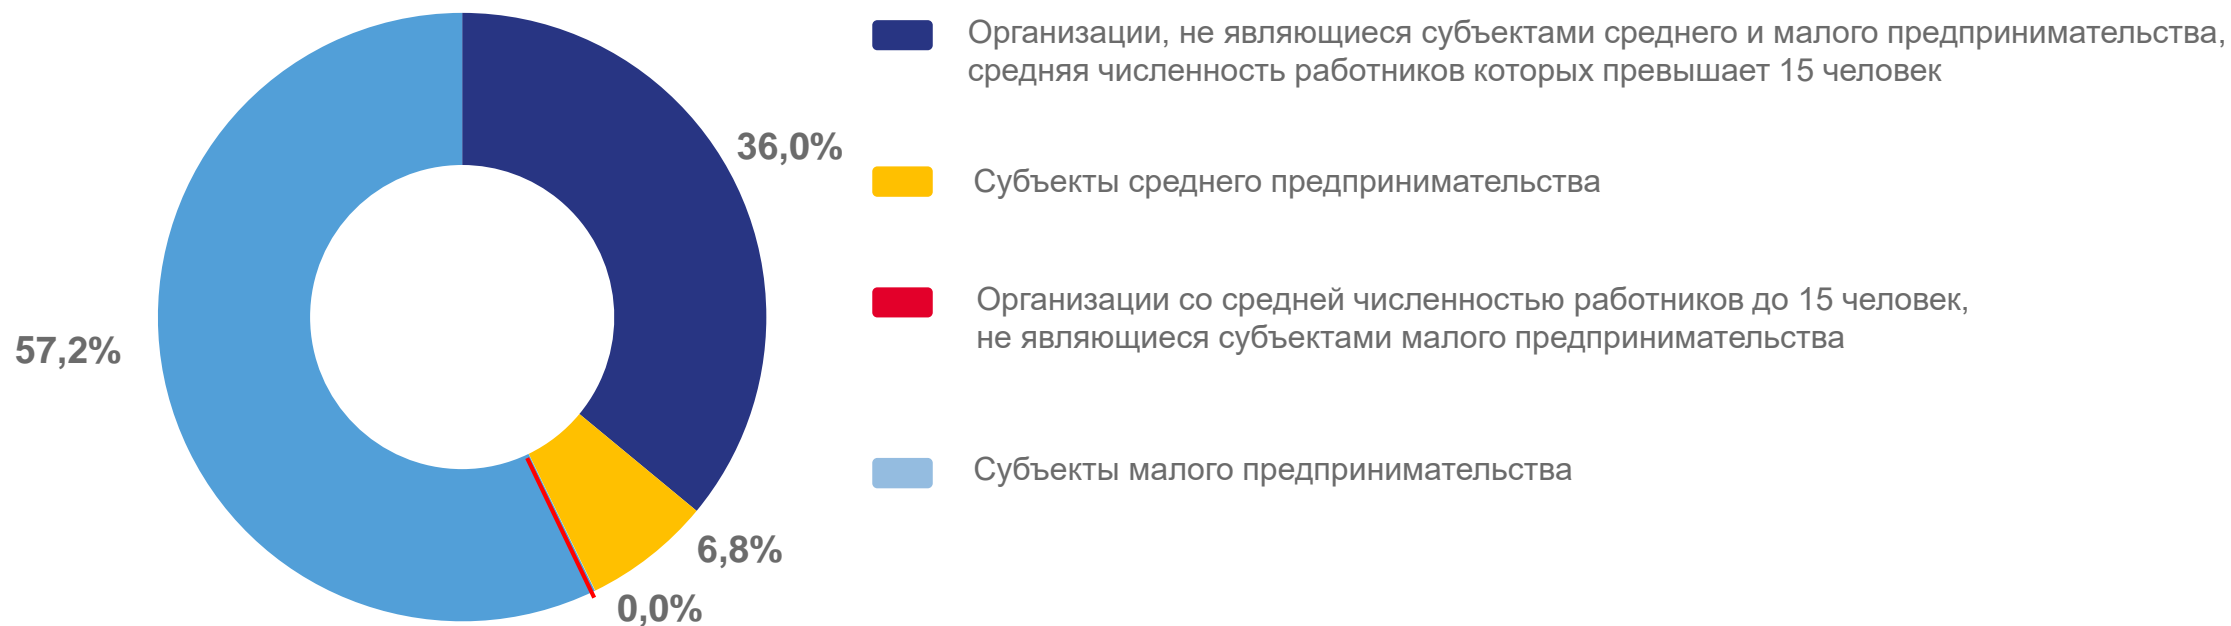 Организации, не являющиеся субъектами среднего и малого предпринимательства,
средняя численность работников которых превышает 15 человек
36,0%
Субъекты среднего предпринимательства
Организации со средней численностью работников до 15 человек,
не являющиеся субъектами малого предпринимательства
57,2%
Субъекты малого предпринимательства
6,8%
0,0%